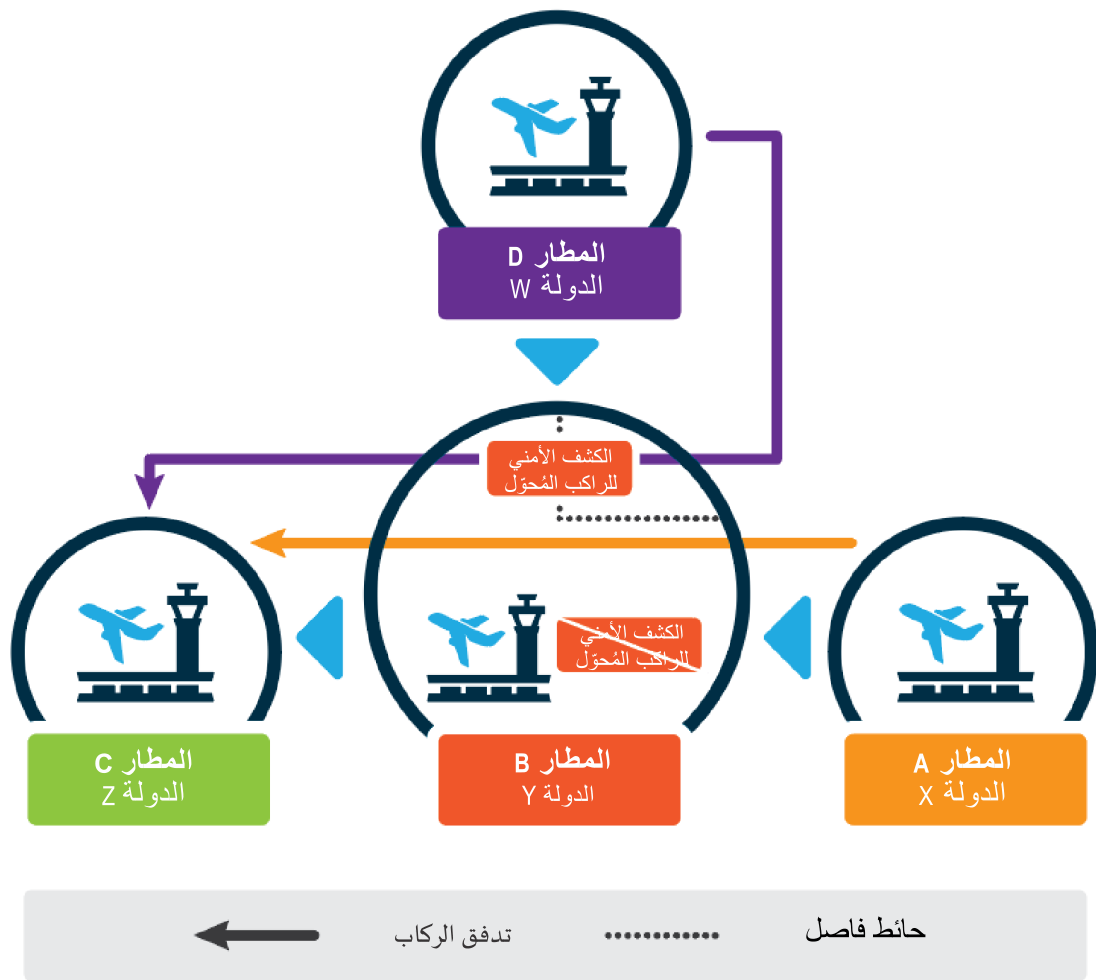 المطار D
الدولة W
الكشف الأمني
للراكب المُحوّل
الكشف الأمني
للراكب المُحوّل
المطار A
الدولة X
المطار B
الدولة Y
المطار C
الدولة Z
حائط فاصل
تدفق الركاب